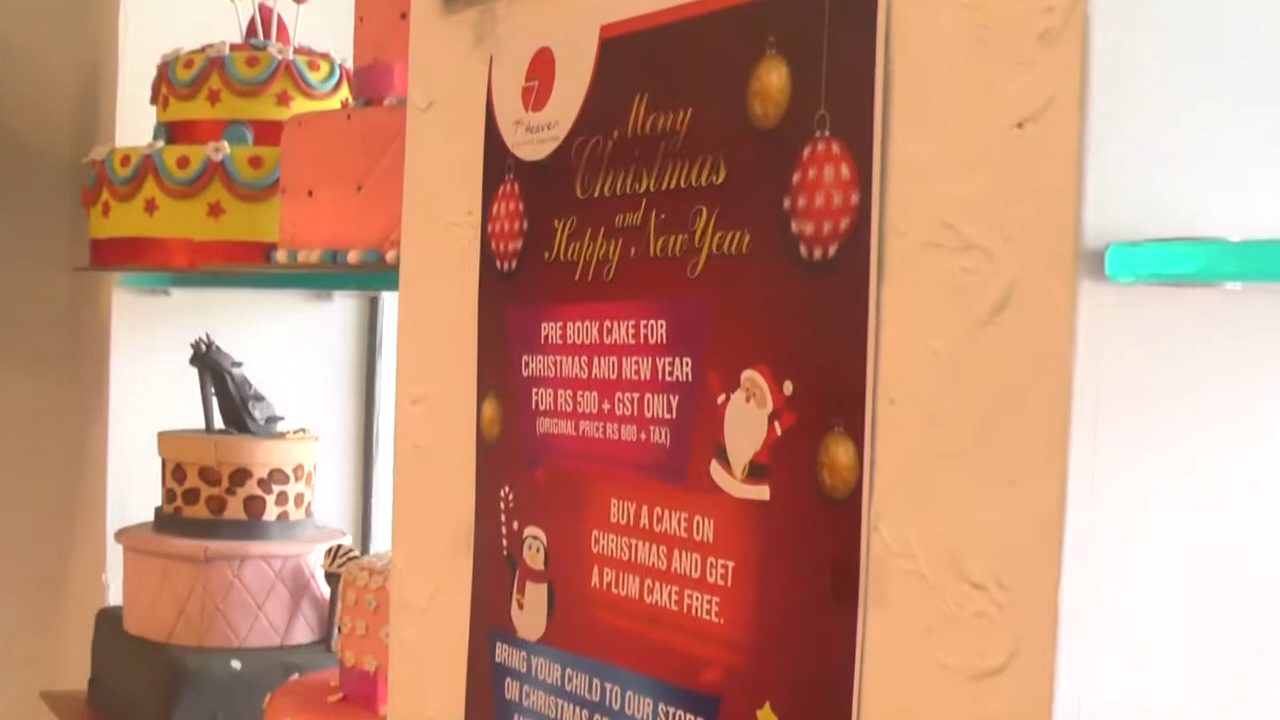 7th Heaven
Merry
Christmas
and
Happy New Year
PRE BOOK CAKE FOR
CHRISTMAS AND NEW YEAR
FOR RS 500 + GST ONLY
(ORIGINAL PRICE RS 600 + TAX)
BUY A CAKE ON
CHRISTMAS AND GET
A PLUM CAKE FREE.
BRING YOUR CHILD TO OUR STORE
ON CHRISTMAS